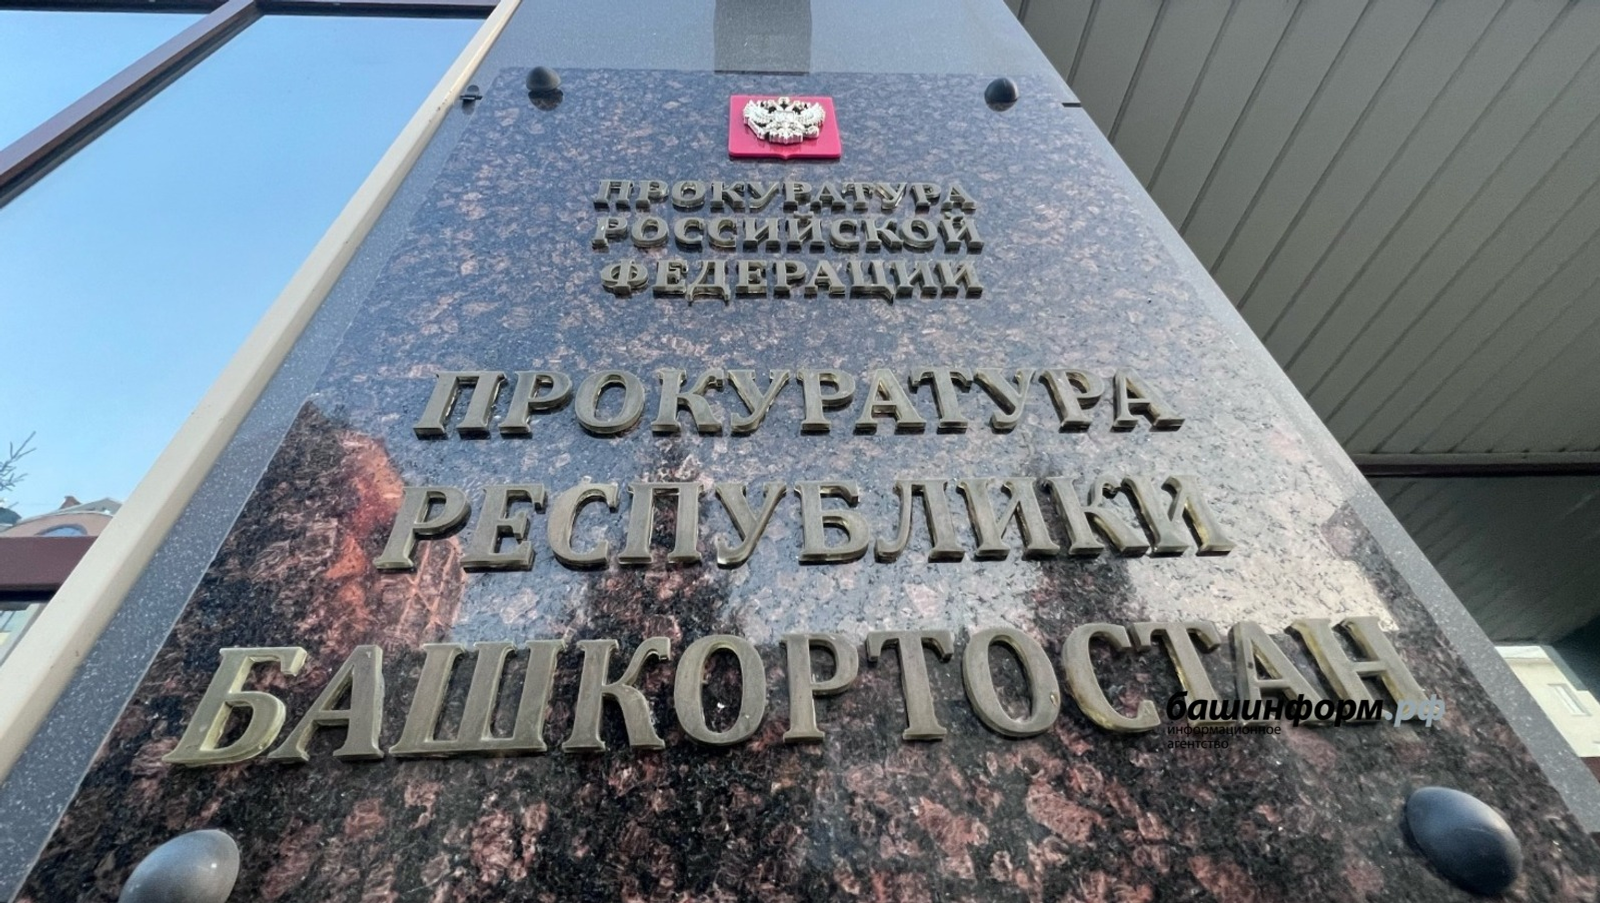 ПРОКУРАТУРА
РОССИЙСКОЙ
ФЕДЕРАЦИИ
ПРОКУРАТУРА
РЕСПУБЛИКИ
БАШКОРТОСТАН
башинформ.рф
информационное
агентство